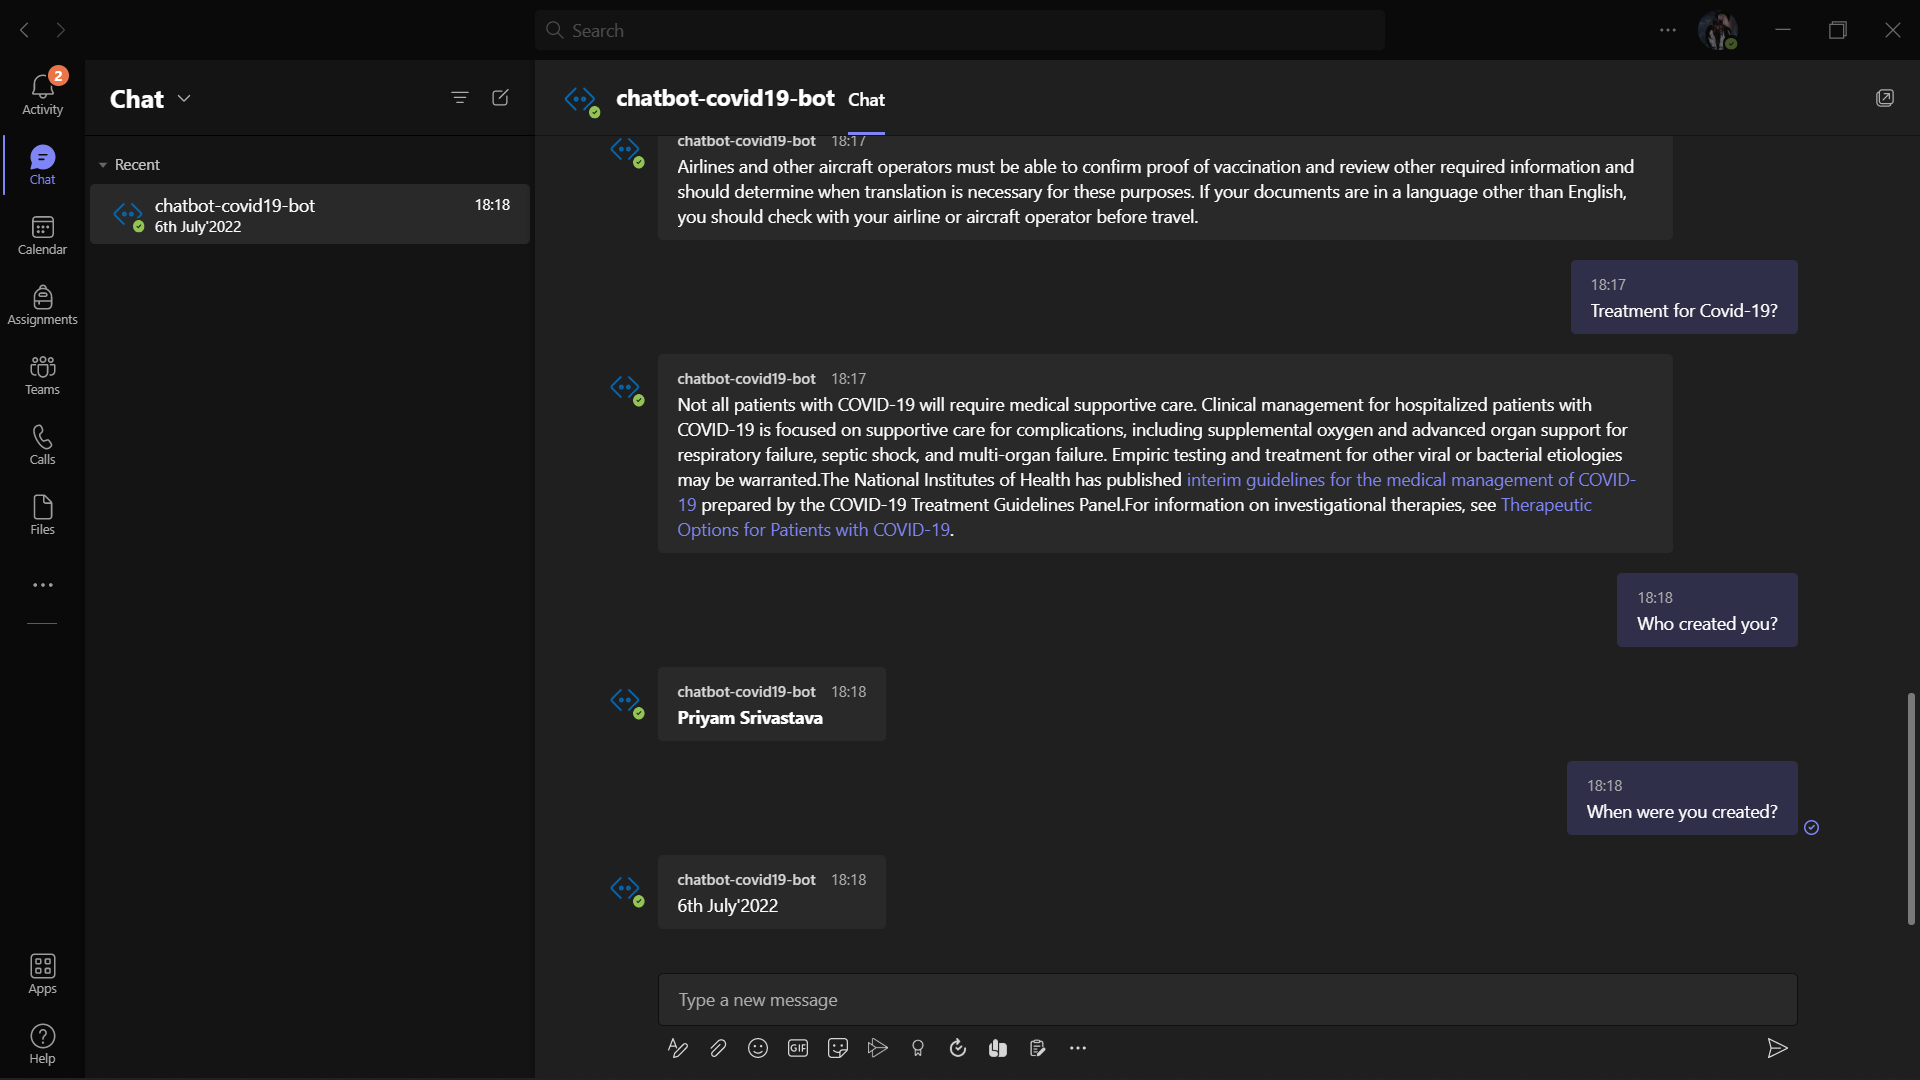 Search
2
Activity
Chat
Calendar
Assignments
Teams
Calls
Files
Apps
Help
Chat
Recent
chatbot-covid19-bot 18:18
6th July'2022
chatbot-covid19-bot Chat
chatbot-covid19-bot 18:17
Airlines and other aircraft operators must be able to confirm proof of vaccination and review other required information and
should determine when translation is necessary for these purposes. If your documents are in a language other than English,
you should check with your airline or aircraft operator before travel.
18:17
Treatment for Covid-19?
chatbot-covid19-bot 18:17
Not all patients with COVID-19 will require medical supportive care. Clinical management for hospitalized patients with
COVID-19 is focused on supportive care for complications, including supplemental oxygen and advanced organ support for
respiratory failure, septic shock, and multi-organ failure. Empiric testing and treatment for other viral or bacterial etiologies
may be warranted.The National Institutes of Health has published interim guidelines for the medical management of COVID-
19 prepared by the COVID-19 Treatment Guidelines Panel.For information on investigational therapies, see Therapeutic
Options for Patients with COVID-19.
18:18
Who created you?
chatbot-covid19-bot 18:18
Priyam Srivastava
18:18
When were you created?
chatbot-covid19-bot 18:18
6th July'2022
Type a new message
GIF